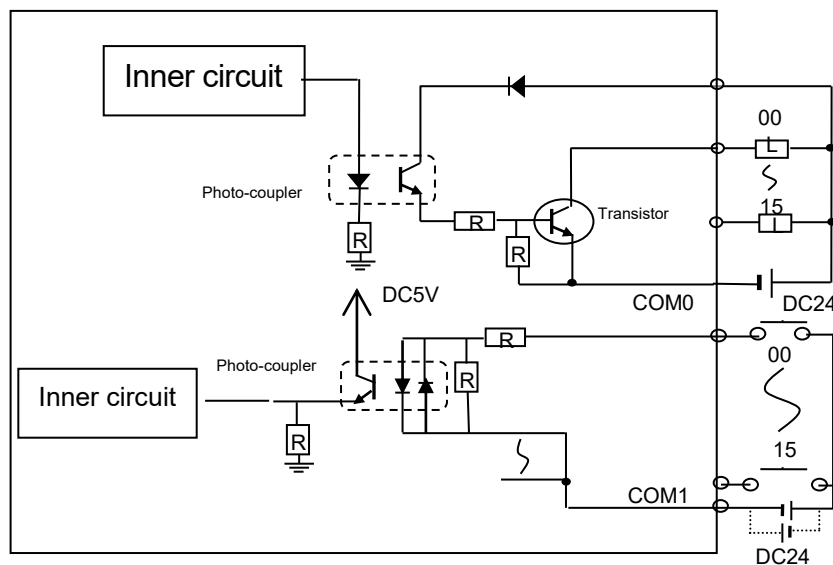 Inner circuit
00
L
Photo-coupler
R
Transistor
15
L
R
R
DC5V
COM0
DC24
Photo-coupler
R
00
R
Inner circuit
15
R
COM1
DC24